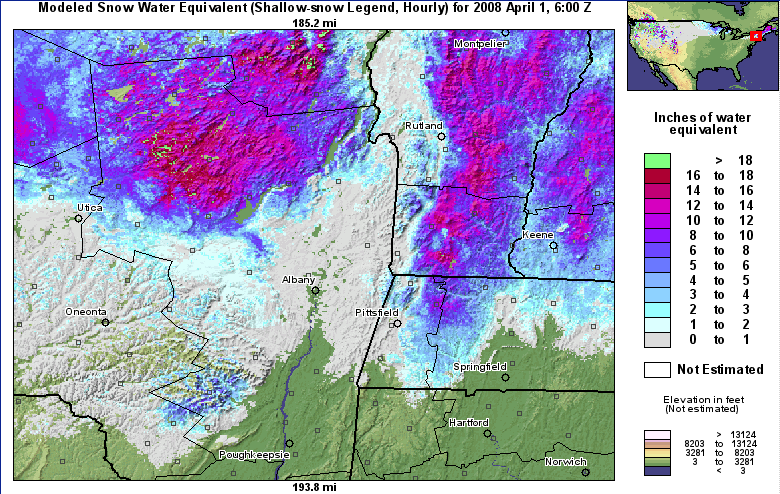 Modeled Snow Water Equivalent (Shallow-snow Legend, Hourly) for 2008 April 1, 6:00 Z
185.2 mi
Montpelier
Rutland
Utica
Keene
Albany
Oneonta
Pittsfield
Springfield
Hartford
Poughkeepsie
Norwich
193.8 mi
Inches of water
equivalent
> 18
16 to 18
14 to 16
12 to 14
10 to 12
8 to 10
6 to 8
5 to 6
4 to 5
3 to 4
2 to 3
1 to 2
0 to 1
Not Estimated
Elevation in feet
(Not estimated)
> 13124
8203 to 13124
3281 to 8203
3 to 3281
< 3